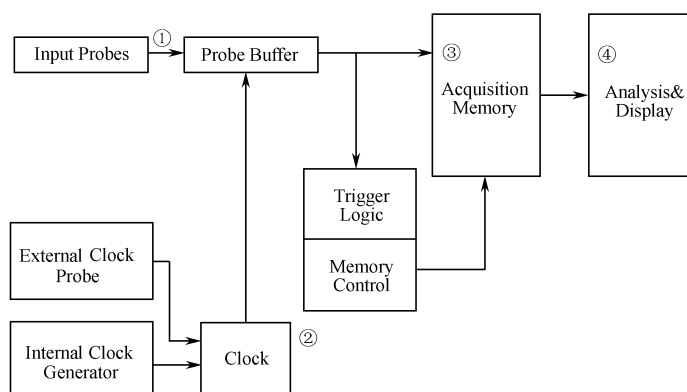 Input Probes
①
Probe Buffer
③
Acquisition
Memory
④
Analysis&
Display
Trigger
Logic
Memory
Control
External Clock
Probe
Internal Clock
Generator
Clock
②